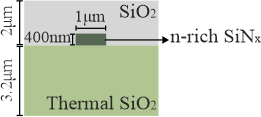 1μm
SiO₂
2μm
400nm
n-rich SiNₓ
3.2μm
Thermal SiO₂